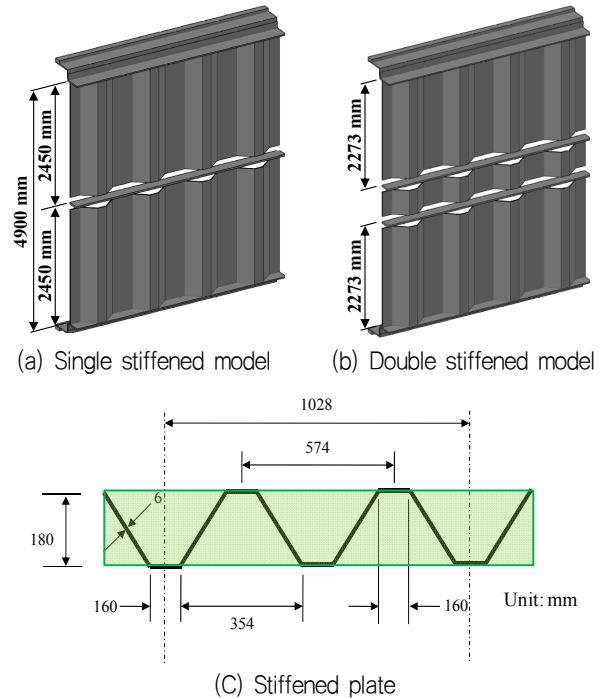 4900 mm
2450 mm
2450 mm
2273 mm
2273 mm
(a) Single stiffened model
(b) Double stiffened model
1028
574
6
180
160
354
160
Unit: mm
(C) Stiffened plate